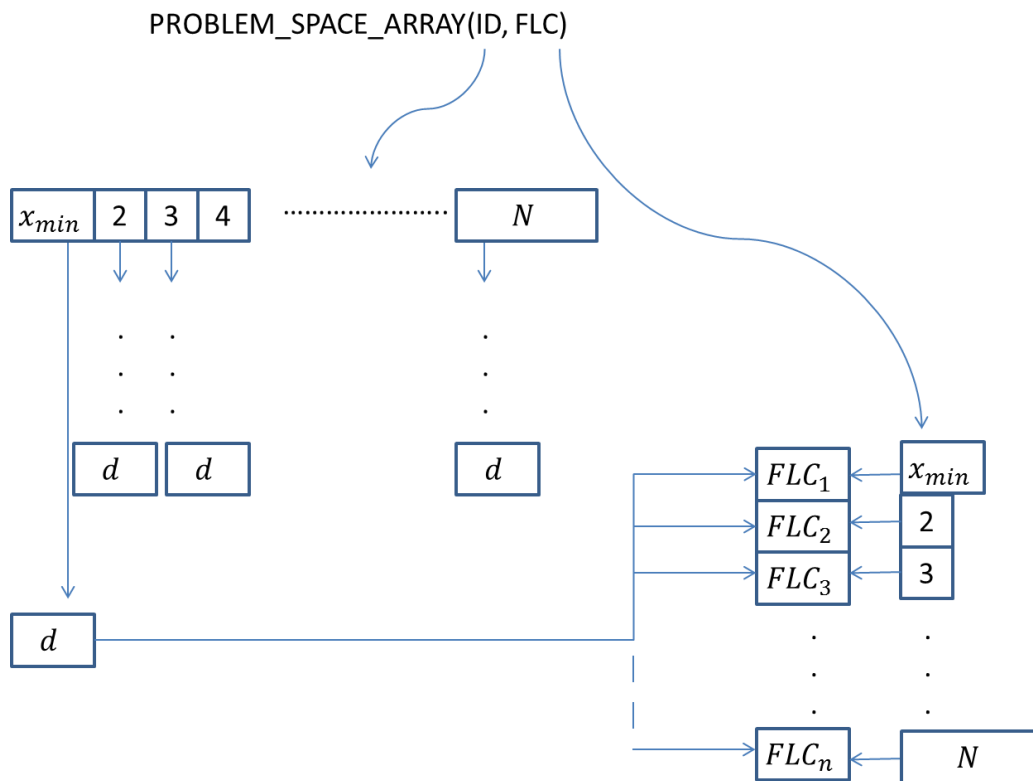 PROBLEM_SPACE_ARRAY(ID, FLC)
x_min 2 3 4 ........................ N
. . .
. . .
. . .
d d d
FLC_1 x_min
FLC_2 2
FLC_3 3
d
. .
. .
. .
FLC_n N